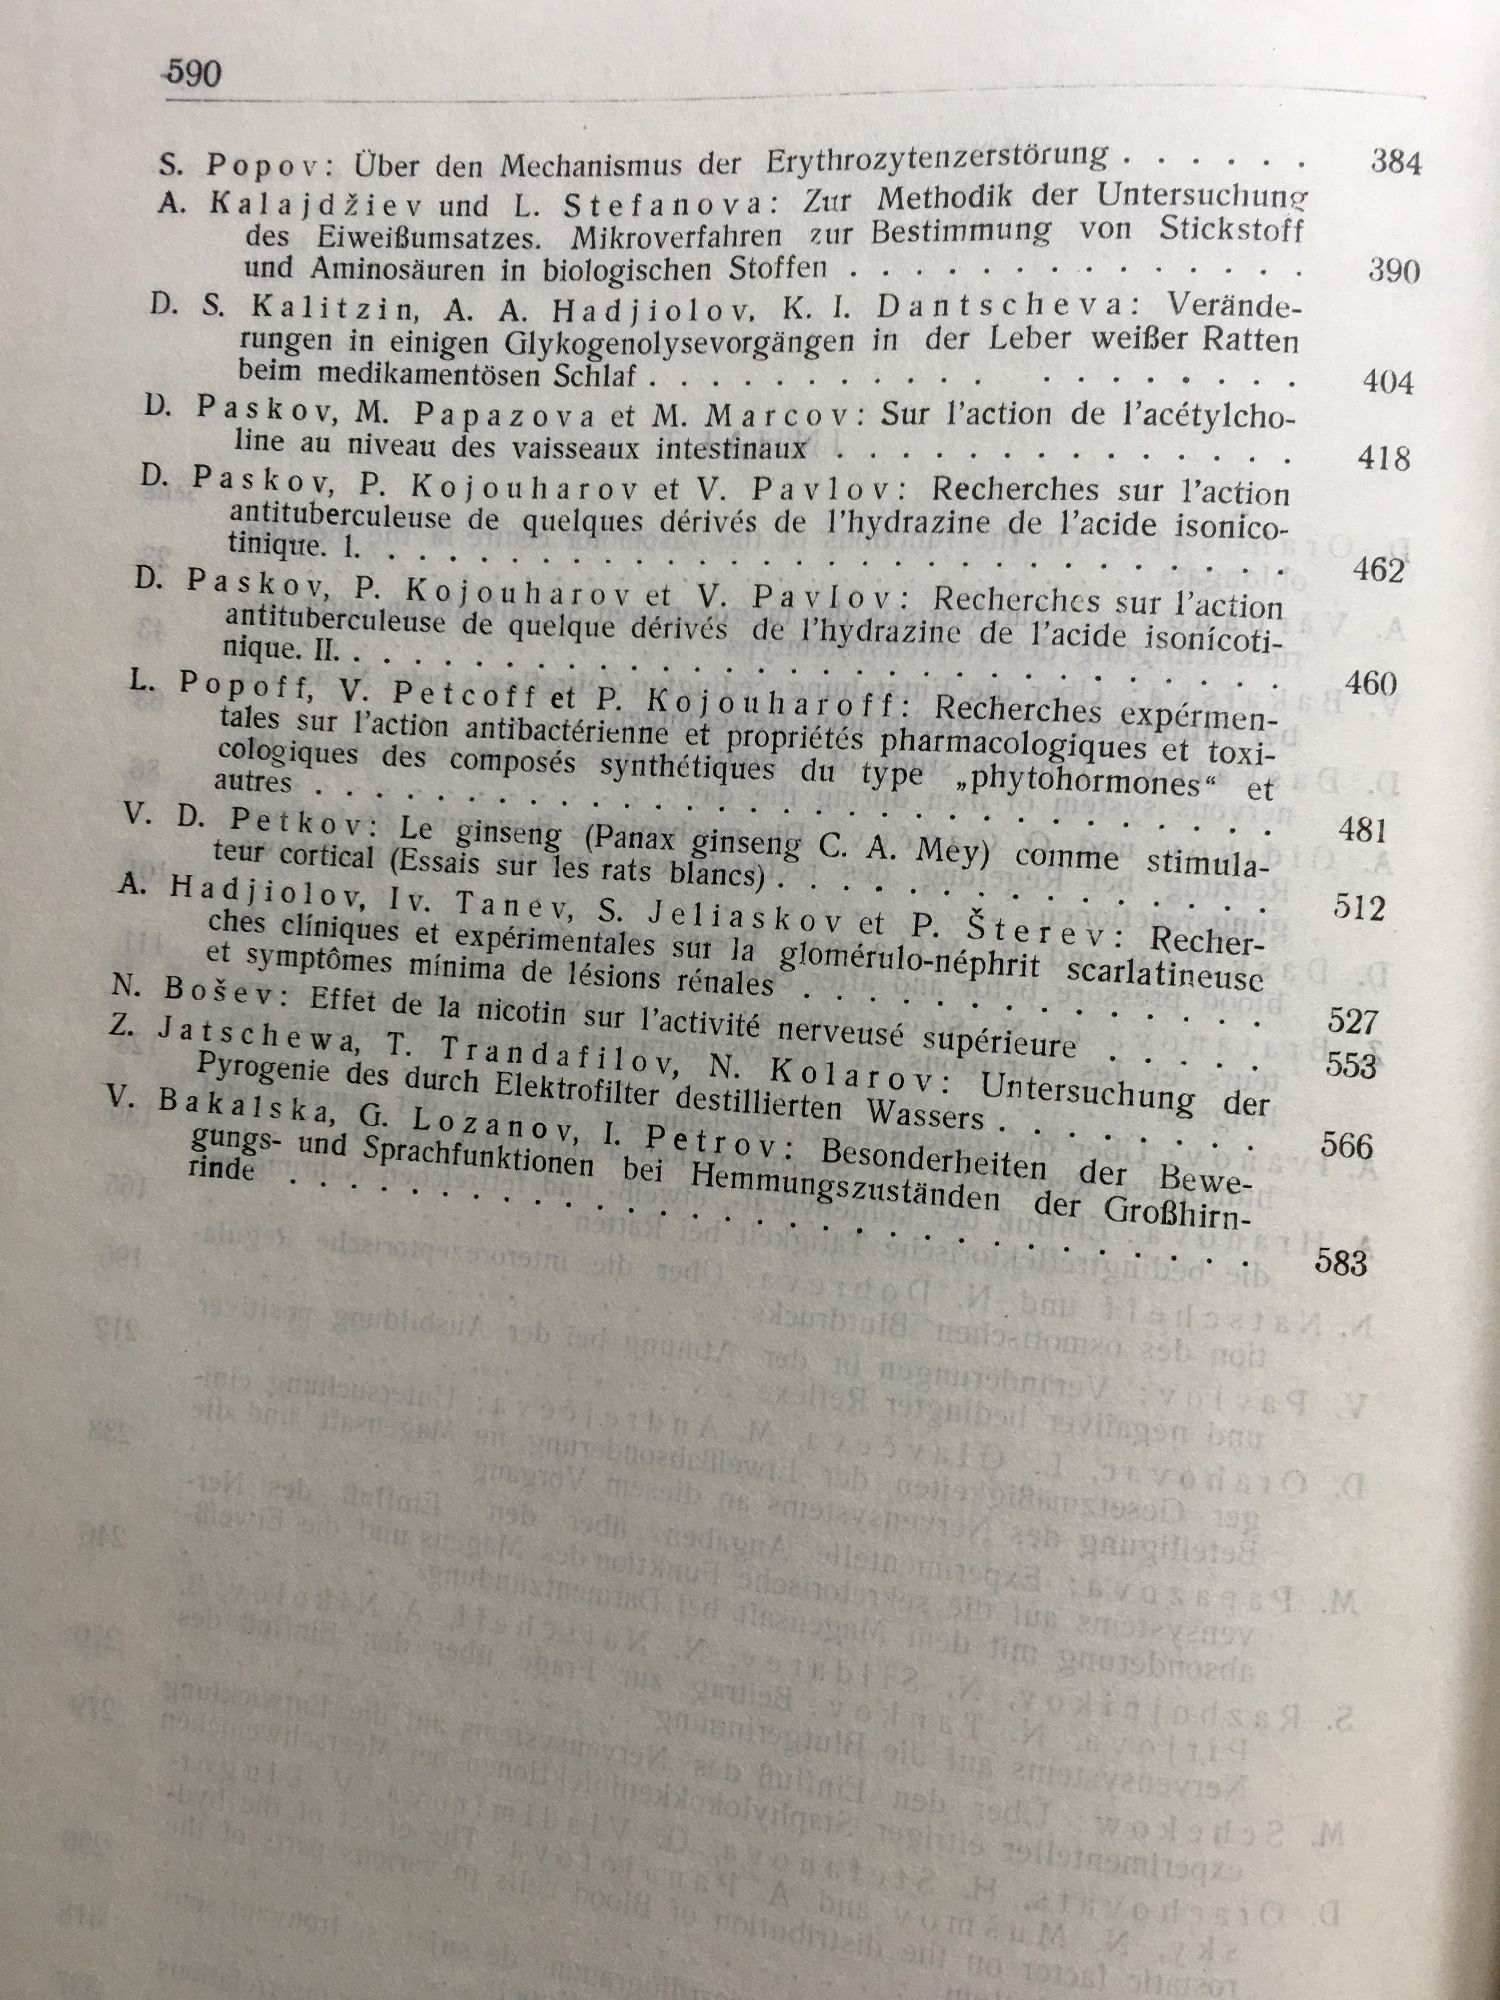 590
S. Popov: Über den Mechanismus der Erythrozytenzerstörung . . . . . . 384
A. Kalajdžiev und L. Stefanova: Zur Methodik der Untersuchung
des Eiweißumsatzes. Mikroverfahren zur Bestimmung von Stickstoff
und Aminosäuren in biologischen Stoffen . . . . . . . . . . . . . . 390
D. S. Kalitzin, A. A. Hadjiolov, K. I. Dantscheva: Verände-
rungen in einigen Glykogenolysevorgängen in der Leber weißer Ratten
beim medikamentösen Schlaf . . . . . . . . . . . . . . . . . . 404
D. Paskov, M. Papazova et M. Marcov: Sur l'action de l'acétylcho-
line au niveau des vaisseaux intestinaux . . . . . . . . . . . . . 418
D. Paskov, P. Kojouharov et V. Pavlov: Recherches sur l'action
antituberculeuse de quelques dérivés de l'hydrazine de l'acide isonico-
tinique. I. . . . . . . . . . . . . . . . . . . . . . . . . 462
D. Paskov, P. Kojouharov et V. Pavlov: Recherches sur l'action
antituberculeuse de quelque dérivés de l'hydrazine de l'acide isonícoti-
nique. II. . . . . . . . . . . . . . . . . . . . . . . . . 460
L. Popoff, V. Petcoff et P. Kojouharoff: Recherches expérmen-
tales sur l'action antibactérienne et propriétés pharmacologiques et toxi-
cologiques des composés synthétiques du type „phytohormones“ et
autres . . . . . . . . . . . . . . . . . . . . . . . . . 481
V. D. Petkov: Le ginseng (Panax ginseng C. A. Mey) comme stimula-
teur cortical (Essais sur les rats blancs) . . . . . . . . . . . . . . 512
A. Hadjiolov, Iv. Tanev, S. Jeliaskov et P. Šterev: Recher-
ches clíniques et expérimentales sur la glomérulo-néphrit scarlatineuse
et symptômes mínima de lésions rénales . . . . . . . . . . . . . 527
N. Bošev: Effet de la nicotin sur l'activité nerveusé supérieure . . . . . 553
Z. Jatschewa, T. Trandafilov, N. Kolarov: Untersuchung der
Pyrogenie des durch Elektrofilter destillierten Wassers . . . . . . . . 566
V. Bakalska, G. Lozanov, I. Petrov: Besonderheiten der Bewe-
gungs- und Sprachfunktionen bei Hemmungszuständen der Großhirn-
rinde . . . . . . . . . . . . . . . . . . . . . . . . . 583